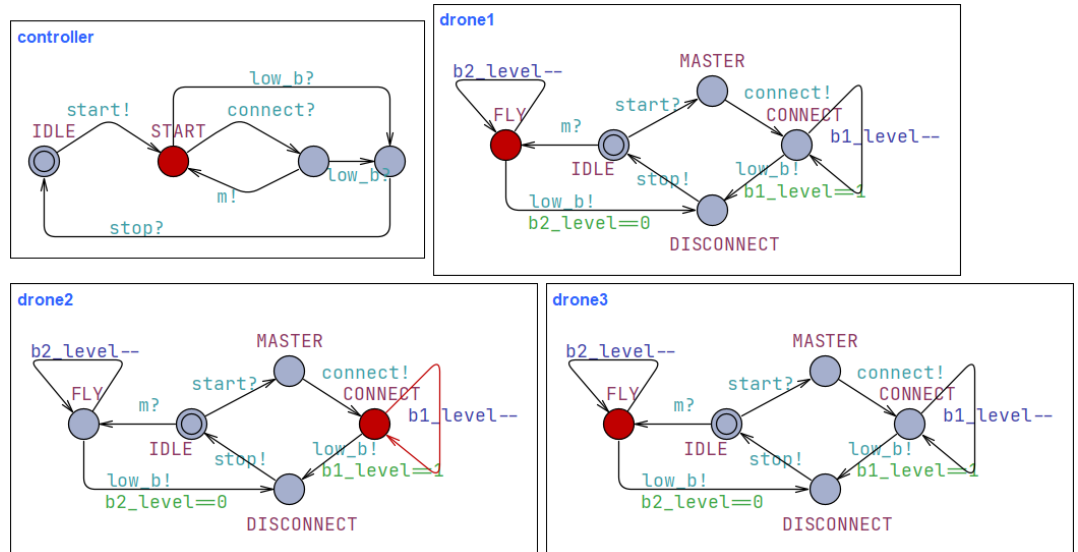 controller
low_b?
start!
connect?
IDLE
START
low_b?
m!
stop?
drone1
b2_level--
MASTER
start?
connect!
FLY
CONNECT
m?
b1_level--
IDLE
low_b!
stop!
b1_level==1
low_b!
b2_level==0
DISCONNECT
drone2
b2_level--
MASTER
start?
connect!
FLY
CONNECT
m?
b1_level--
IDLE
low_b!
stop!
b1_level==1
low_b!
b2_level==0
DISCONNECT
drone3
b2_level--
MASTER
start?
connect!
FLY
CONNECT
m?
b1_level--
IDLE
low_b!
stop!
b1_level==1
low_b!
b2_level==0
DISCONNECT